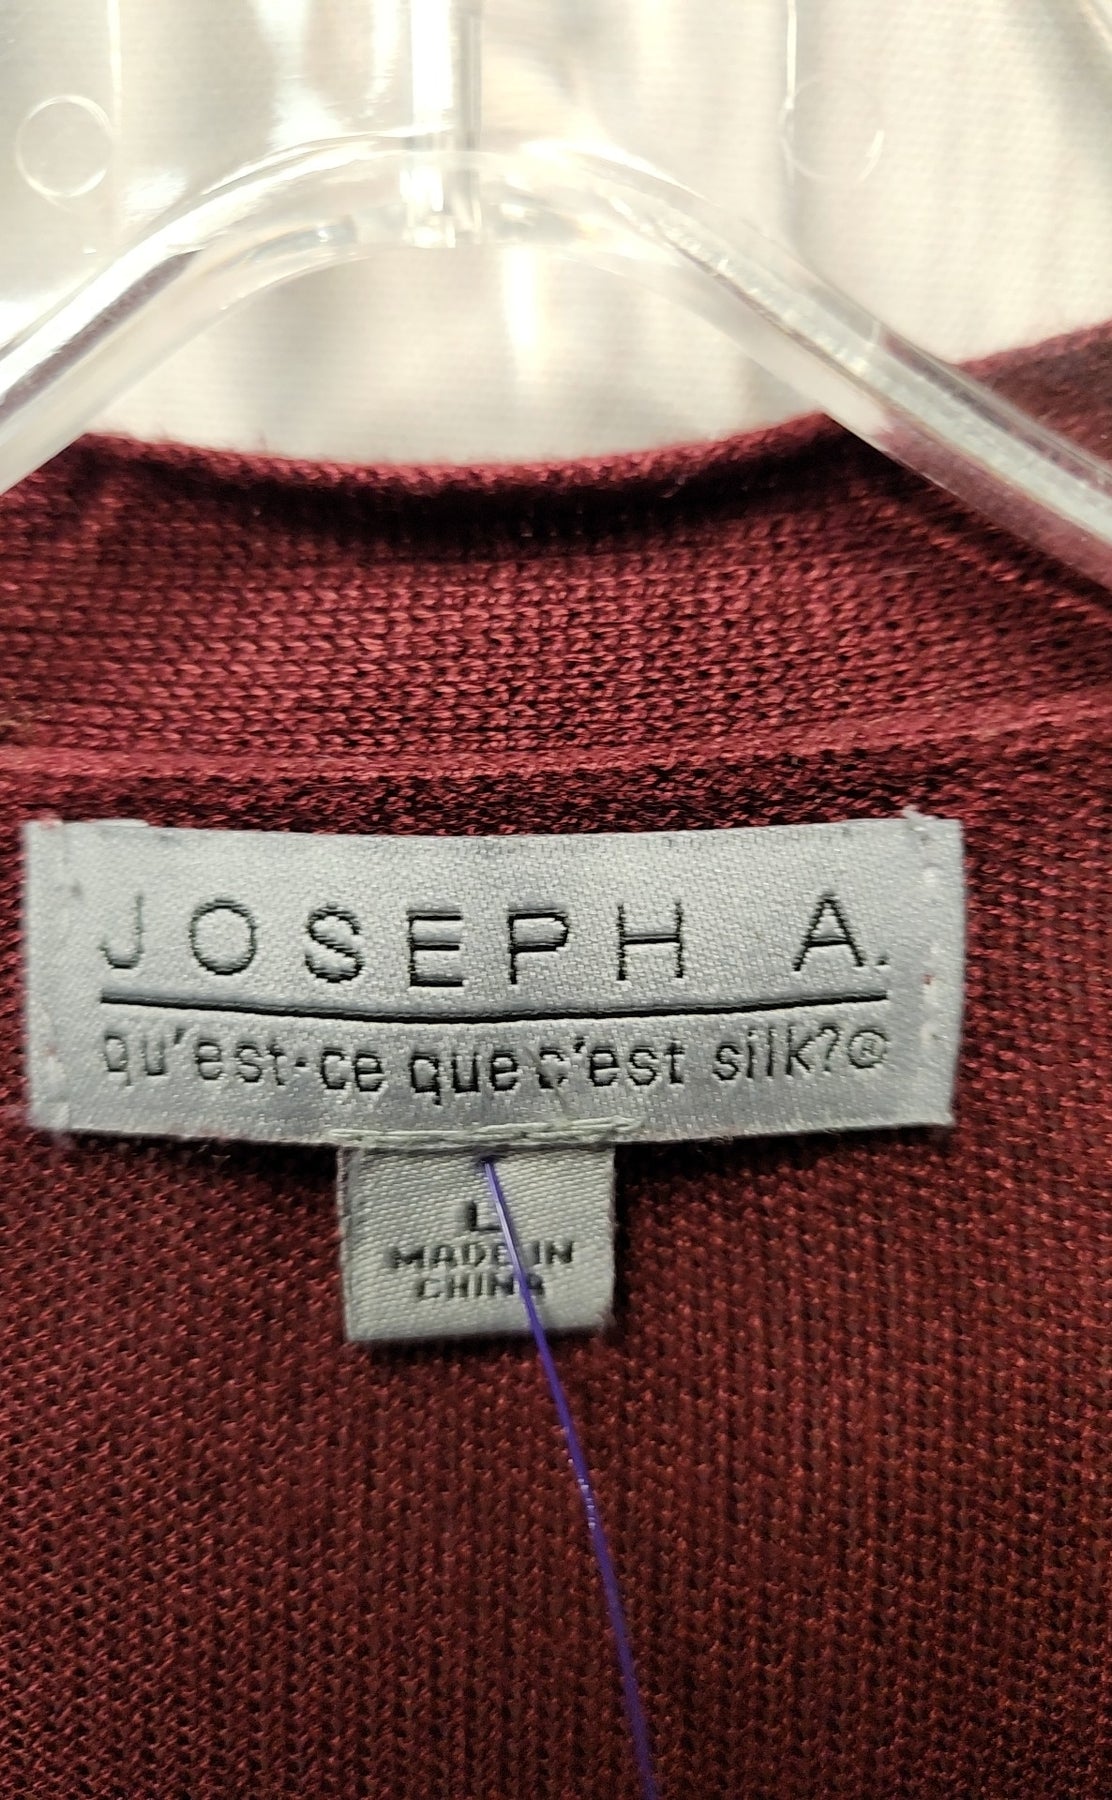 JOSEPH A.
qu'est-ce que c'est silk?®
L
MADE IN
CHINA